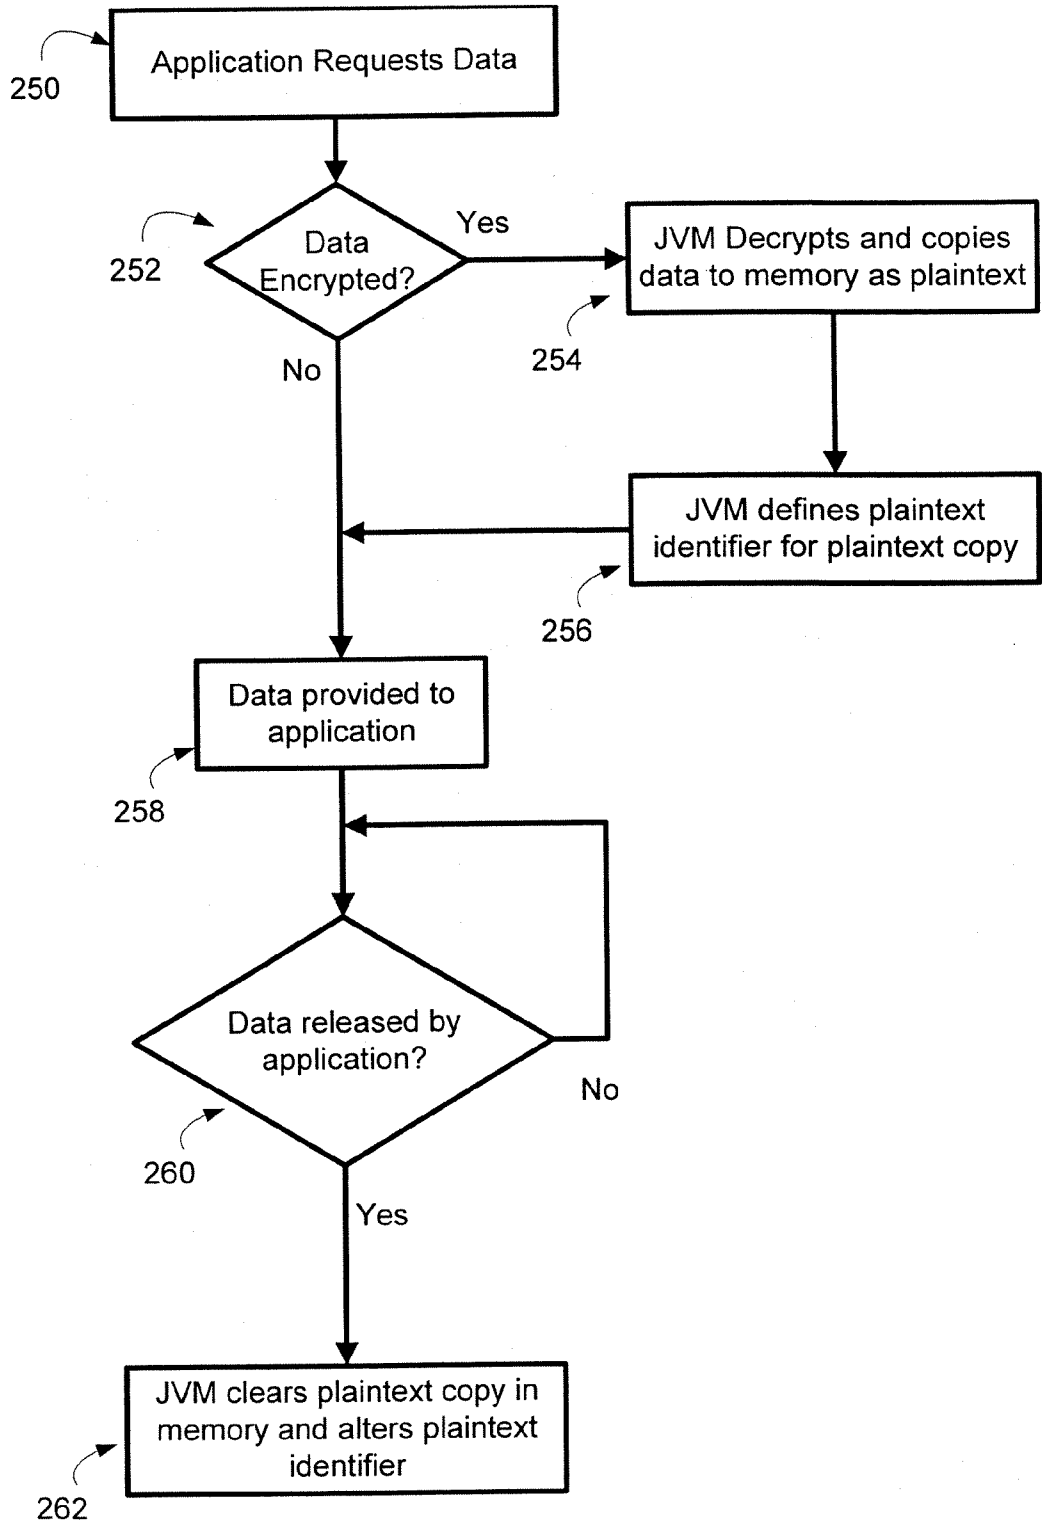 Application Requests Data
250
Data
Encrypted?
252
Yes
JVM Decrypts and copies
data to memory as plaintext
254
No
JVM defines plaintext
identifier for plaintext copy
256
Data provided to
application
258
Data released by
application?
No
260
Yes
JVM clears plaintext copy in
memory and alters plaintext
identifier
262